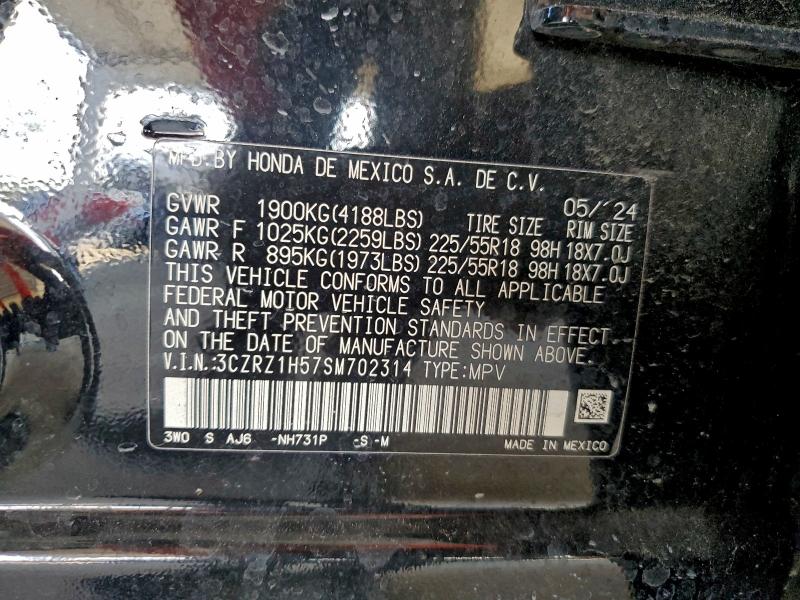 MFD. BY HONDA DE MEXICO S.A. DE C.V.
GVWR 1900KG(4188LBS) TIRE SIZE 05/'24 RIM SIZE
GAWR F 1025KG(2259LBS) 225/55R18 98H 18X7.0J
GAWR R 895KG(1973LBS) 225/55R18 98H 18X7.0J
THIS VEHICLE CONFORMS TO ALL APPLICABLE
FEDERAL MOTOR VEHICLE SAFETY
AND THEFT PREVENTION STANDARDS IN EFFECT
ON THE DATE OF MANUFACTURE SHOWN ABOVE.
V.I.N.:3CZRZ1H57SM702314 TYPE:MPV
3W0 S AJ6 -NH731P -S -M MADE IN MEXICO